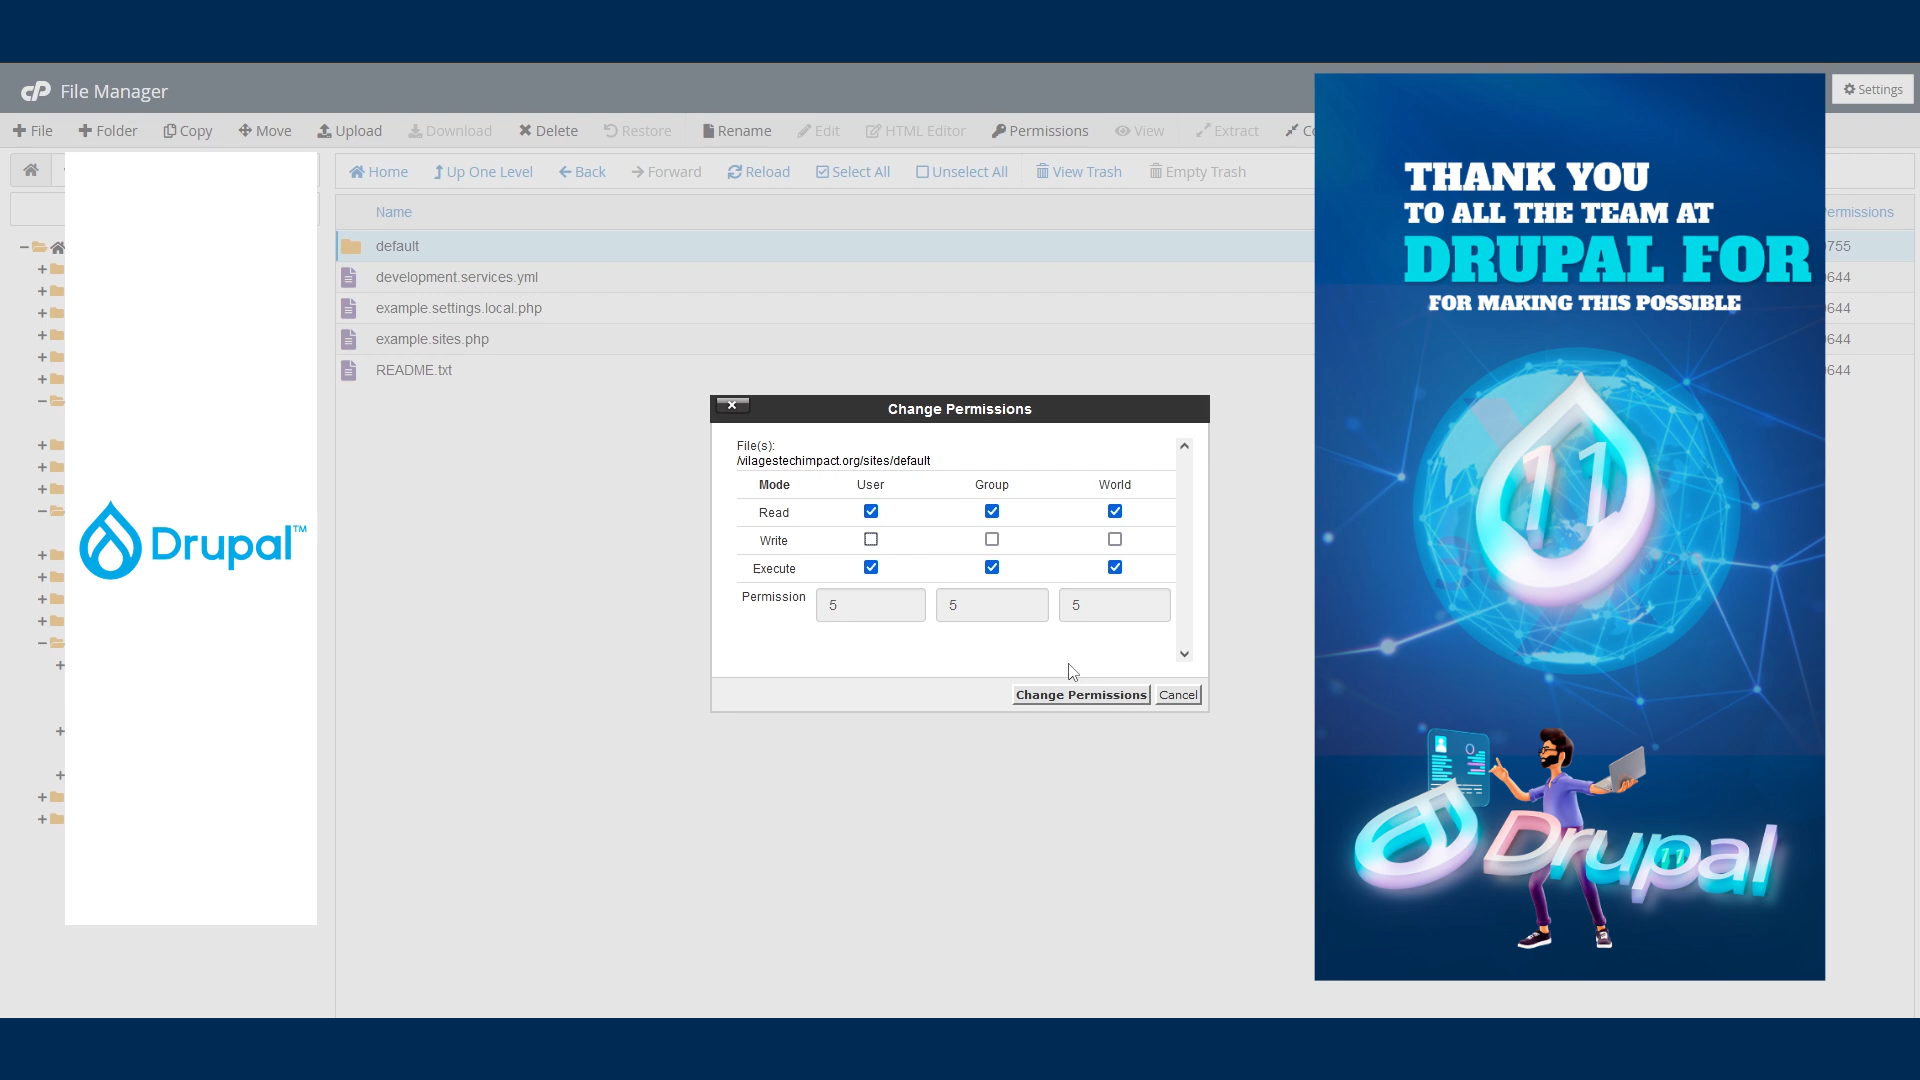 cP File Manager
Settings
File Folder Copy Move Upload Download Delete Restore Rename Edit HTML Editor Permissions View Extract
Home Up One Level Back Forward Reload Select All Unselect All View Trash Empty Trash
Name
ermissions
default
755
development.services.yml
644
example.settings.local.php
644
example.sites.php
644
README.txt
644
Change Permissions
File(s):
/vilagestechimpact.org/sites/default
Mode User Group World
Read
Write
Execute
Permission 5 5 5
Change Permissions Cancel
Drupal™
THANK YOU
TO ALL THE TEAM AT
DRUPAL FOR
FOR MAKING THIS POSSIBLE
11
Drupal
11